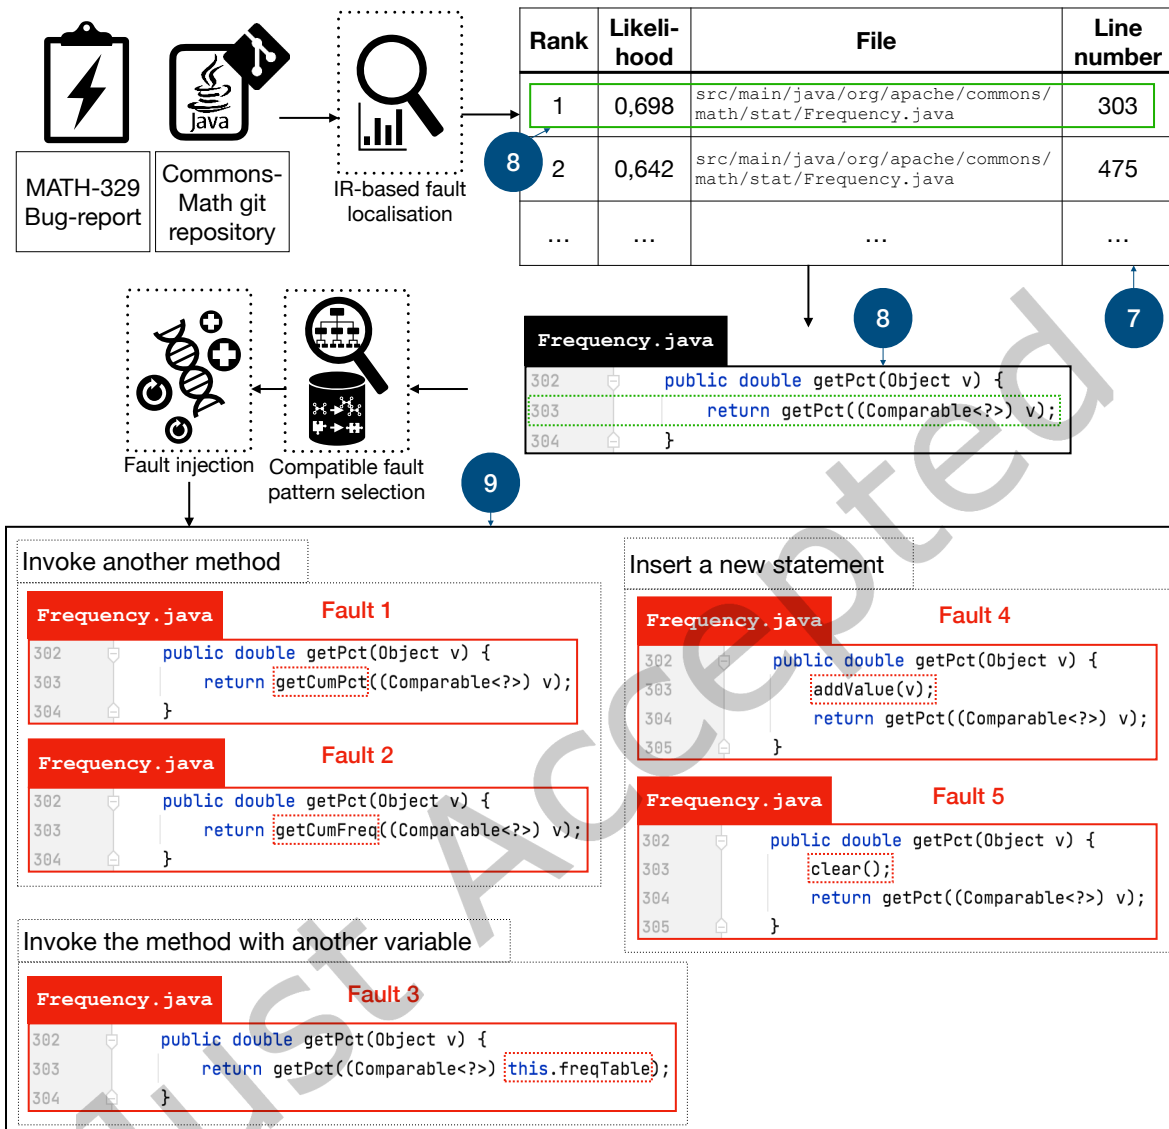 Rank
Likeli-
hood
File
Line
number
1
0,698
src/main/java/org/apache/commons/
math/stat/Frequency.java
303
8
2
0,642
src/main/java/org/apache/commons/
math/stat/Frequency.java
475
...
...
...
...
7
Java
MATH-329
Bug-report
Commons-
Math git
repository
IR-based fault
localisation
8
Frequency.java
302 public double getPct(Object v) {
303 return getPct((Comparable<?>) v);
304 }
Fault injection
Compatible fault
pattern selection
9
Invoke another method
Frequency.java
Fault 1
302 public double getPct(Object v) {
303 return getCumPct((Comparable<?>) v);
304 }
Frequency.java
Fault 2
302 public double getPct(Object v) {
303 return getCumFreq((Comparable<?>) v);
304 }
Invoke the method with another variable
Frequency.java
Fault 3
302 public double getPct(Object v) {
303 return getPct((Comparable<?>) this.freqTable);
304 }
Insert a new statement
Frequency.java
Fault 4
302 public double getPct(Object v) {
303 addValue(v);
304 return getPct((Comparable<?>) v);
305 }
Frequency.java
Fault 5
302 public double getPct(Object v) {
303 clear();
304 return getPct((Comparable<?>) v);
305 }
Just Accepted